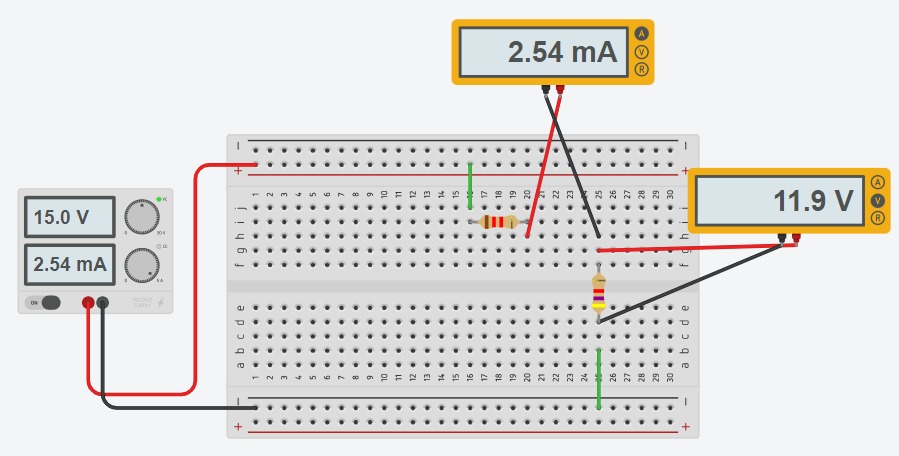 2.54 mA
A
V
R
11.9 V
A
V
R
15.0 V
2.54 mA
ON
+ +
1 2 3 4 5 6 7 8 9 10 11 12 13 14 15 16 17 18 19 20 21 22 23 24 25 26 27 28 29 30
j j
i i
h h
g g
f f
e e
d d
c c
b b
a a
1 2 3 4 5 6 7 8 9 10 11 12 13 14 15 16 17 18 19 20 21 22 23 24 25 26 27 28 29 30
+ +